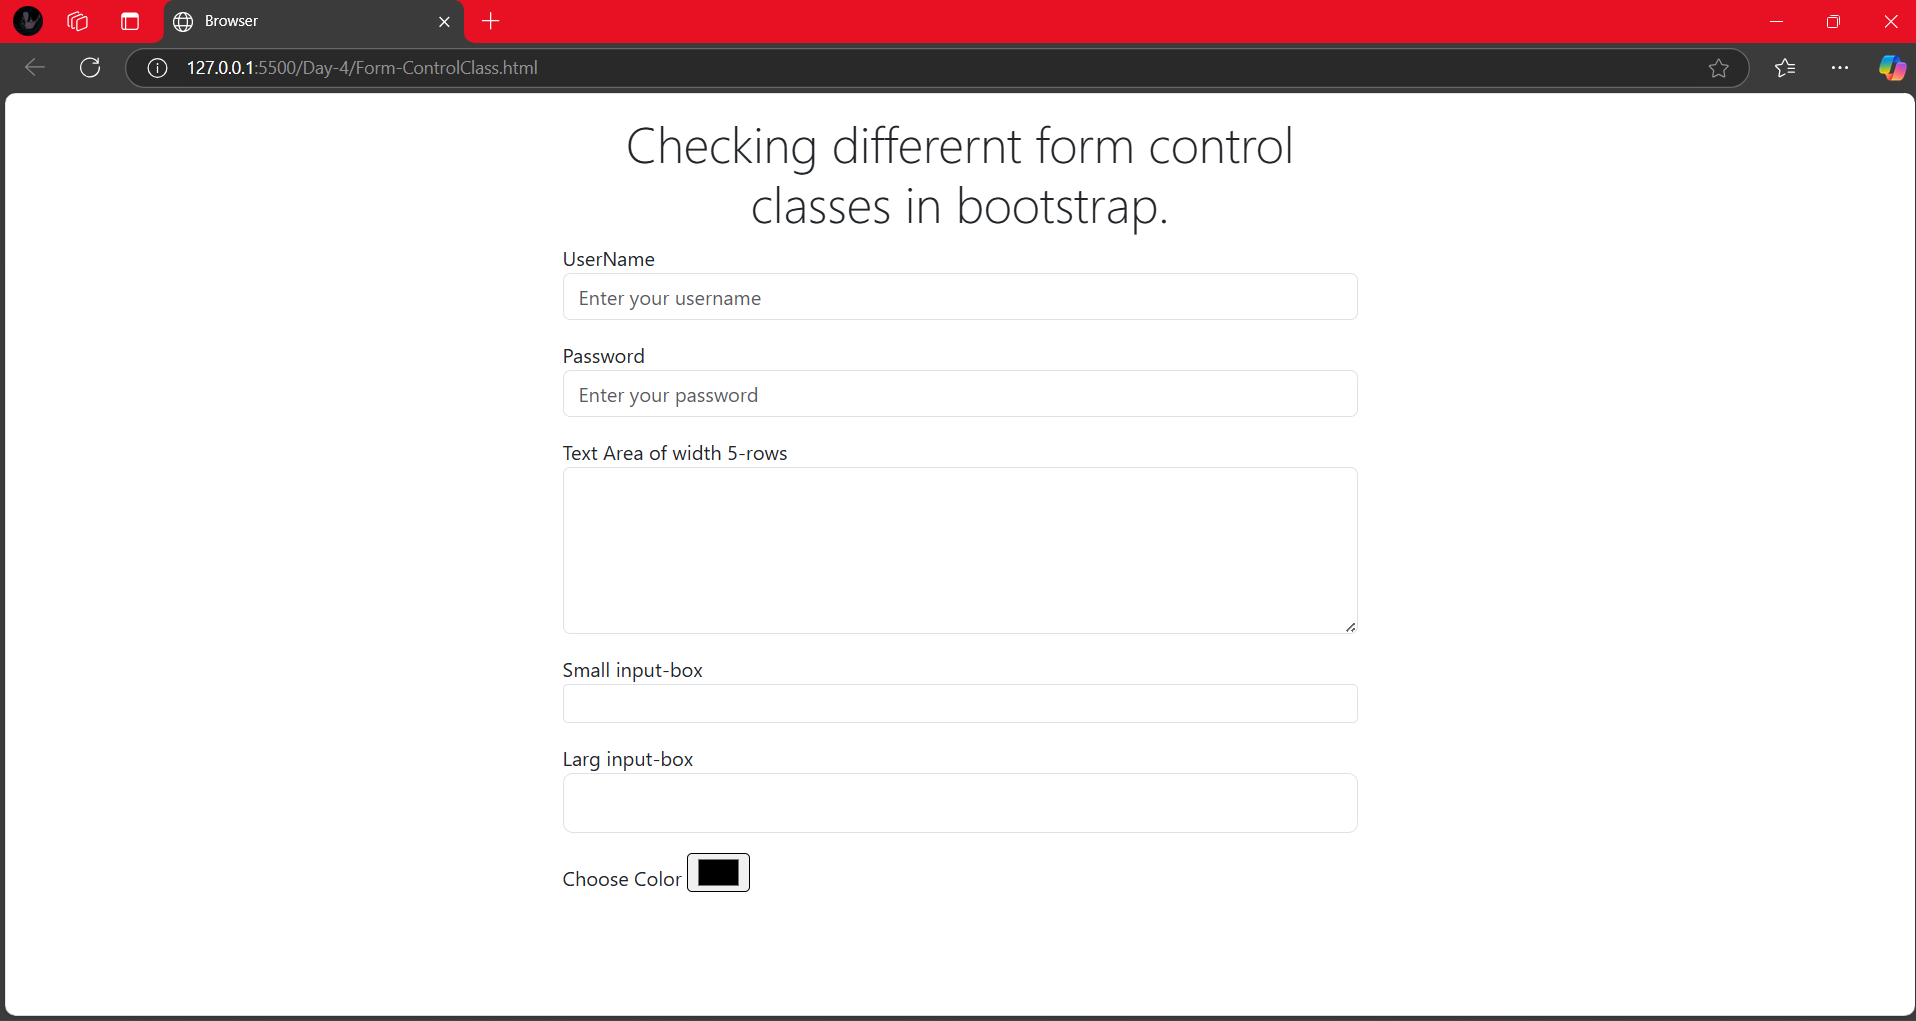 Browser
127.0.0.1:5500/Day-4/Form-ControlClass.html
Checking differernt form control
classes in bootstrap.
UserName
Enter your username
Password
Enter your password
Text Area of width 5-rows
Small input-box
Larg input-box
Choose Color